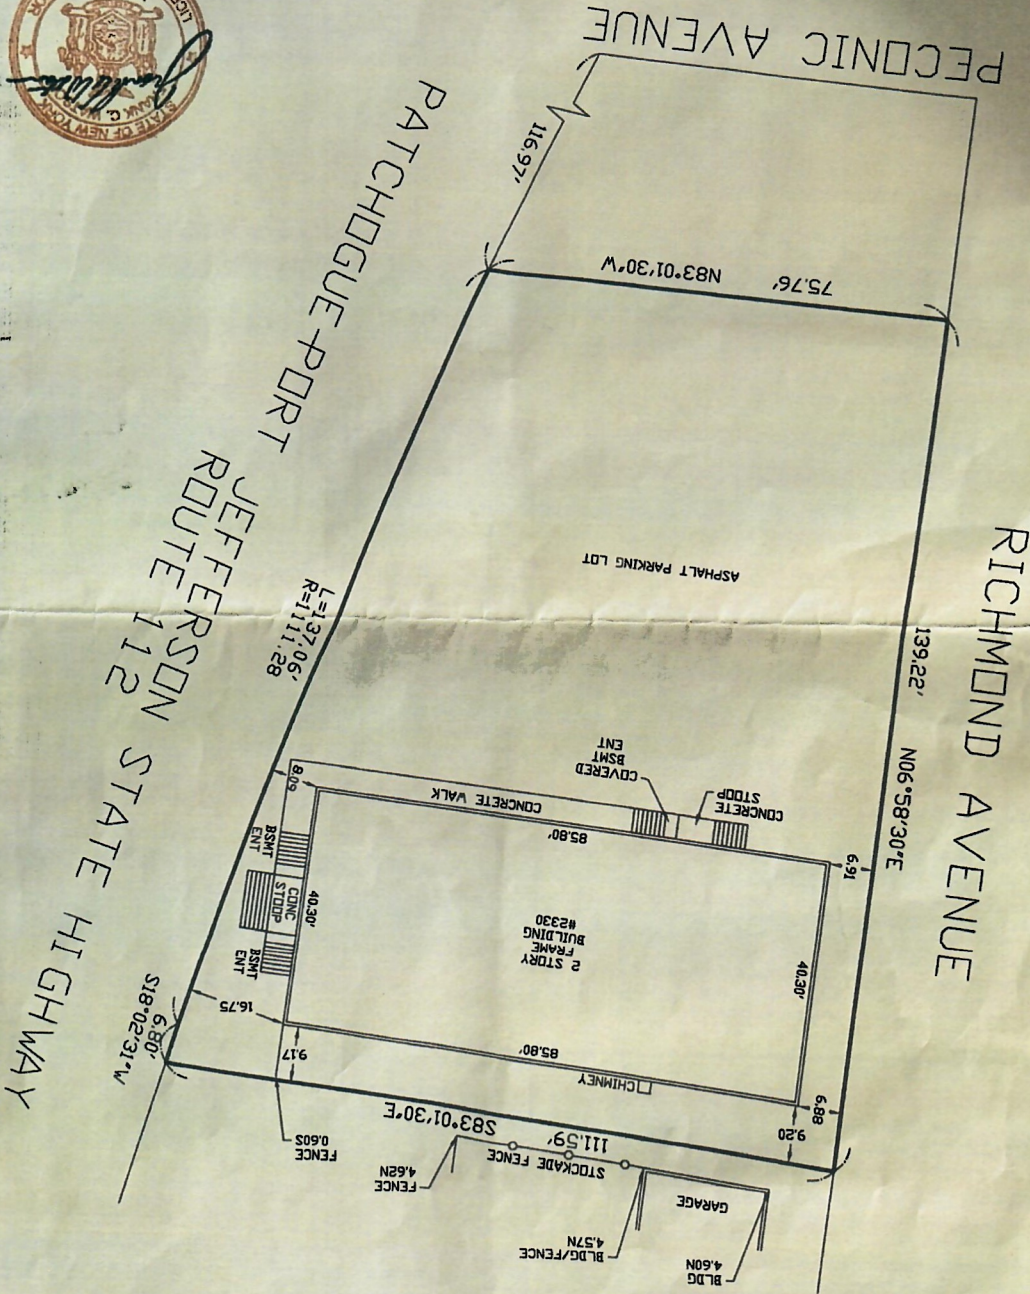 PECONIC AVENUE
RICHMOND AVENUE
PATCHOGUE-PORT JEFFERSON STATE HIGHWAY
ROUTE 112
116.97'
N83°01'30"W 75.76'
139.22' N06°58'30"E
L=137.06'
R=1111.28
ASPHALT PARKING LOT
COVERED
BSMT
ENT
CONCRETE
STOOP
CONCRETE WALK
8.09
85.80'
6.91
BSMT
ENT
CONC
STOOP
BSMT
ENT
40.30'
2 STORY
FRAME
BUILDING
#2330
40.30'
16.75
S18°02'31"W
6.80'
85.80'
CHIMNEY
9.17
6.88
9.20
S83°01'30"E 111.59'
FENCE
0.60S
STOCKADE FENCE
FENCE
4.62N
GARAGE
BLDG/FENCE
4.57N
BLDG
4.60N
STATE OF NEW YORK